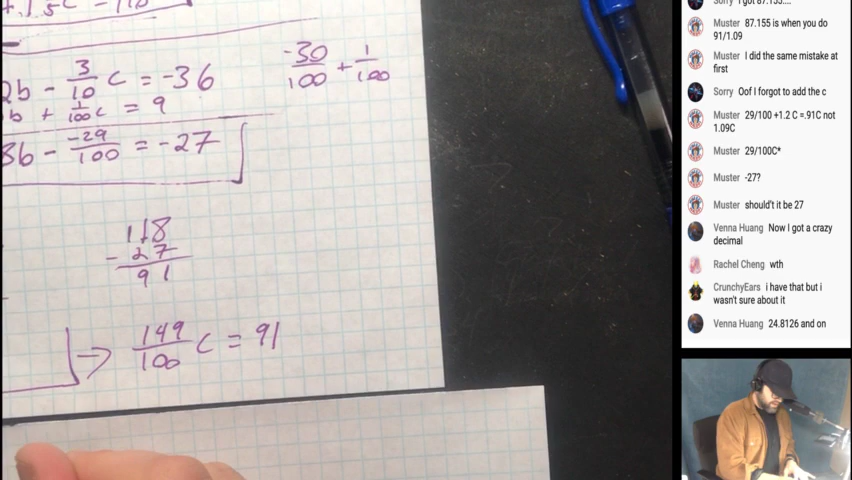 2b - 3/10 C = -36
b + 1/100 C = 9
3b - -29/100 = -27
-30/100 + 1/100
118
- 27
91
→ 149/100 C = 91
Muster 87.155 is when you do
91/1.09
Muster I did the same mistake at
first
Sorry Oof I forgot to add the c
Muster 29/100 +1.2 C =.91C not
1.09C
Muster 29/100C*
Muster -27?
Muster should't it be 27
Venna Huang Now I got a crazy
decimal
Rachel Cheng wth
CrunchyEars i have that but i
wasn't sure about it
Venna Huang 24.8126 and on